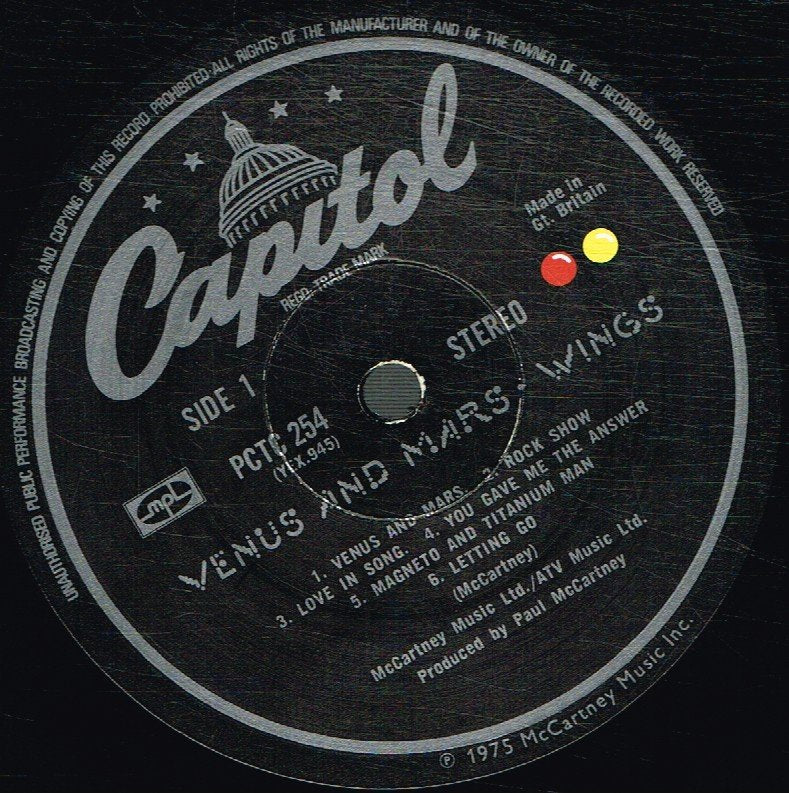 UNAUTHORISED PUBLIC PERFORMANCE BROADCASTING AND COPYING OF THIS RECORD PROHIBITED-ALL RIGHTS OF THE MANUFACTURER AND OF THE OWNER OF THE RECORDED WORK RESERVED
Capitol
REGD. TRADE MARK
Made in
Gt. Britain
STEREO
SIDE 1
PCTC 254
(YEX.945)
mpl
VENUS AND MARS: WINGS
1. VENUS AND MARS. 2. ROCK SHOW
3. LOVE IN SONG. 4. YOU GAVE ME THE ANSWER
5. MAGNETO AND TITANIUM MAN
6. LETTING GO
(McCartney)
McCartney Music Ltd./ATV Music Ltd.
Produced by Paul McCartney
℗ 1975 McCartney Music Inc.